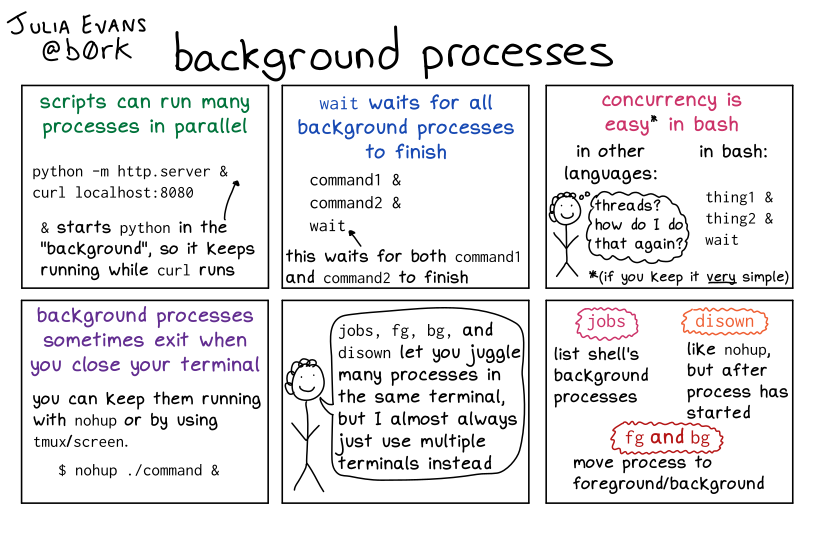 JULIA EVANS
@b0rk
background processes
scripts can run many
processes in parallel
python -m http.server &
curl localhost:8080
& starts python in the
"background", so it keeps
running while curl runs
wait waits for all
background processes
to finish
command1 &
command2 &
wait
this waits for both command1
and command2 to finish
concurrency is
easy* in bash
in other
languages:
threads?
how do I do
that again?
in bash:
thing1 &
thing2 &
wait
*(if you keep it very simple)
background processes
sometimes exit when
you close your terminal
you can keep them running
with nohup or by using
tmux/screen.
$ nohup ./command &
jobs, fg, bg, and
disown let you juggle
many processes in
the same terminal,
but I almost always
just use multiple
terminals instead
jobs
list shell's
background
processes
disown
like nohup,
but after
process has
started
fg and bg
move process to
foreground/background